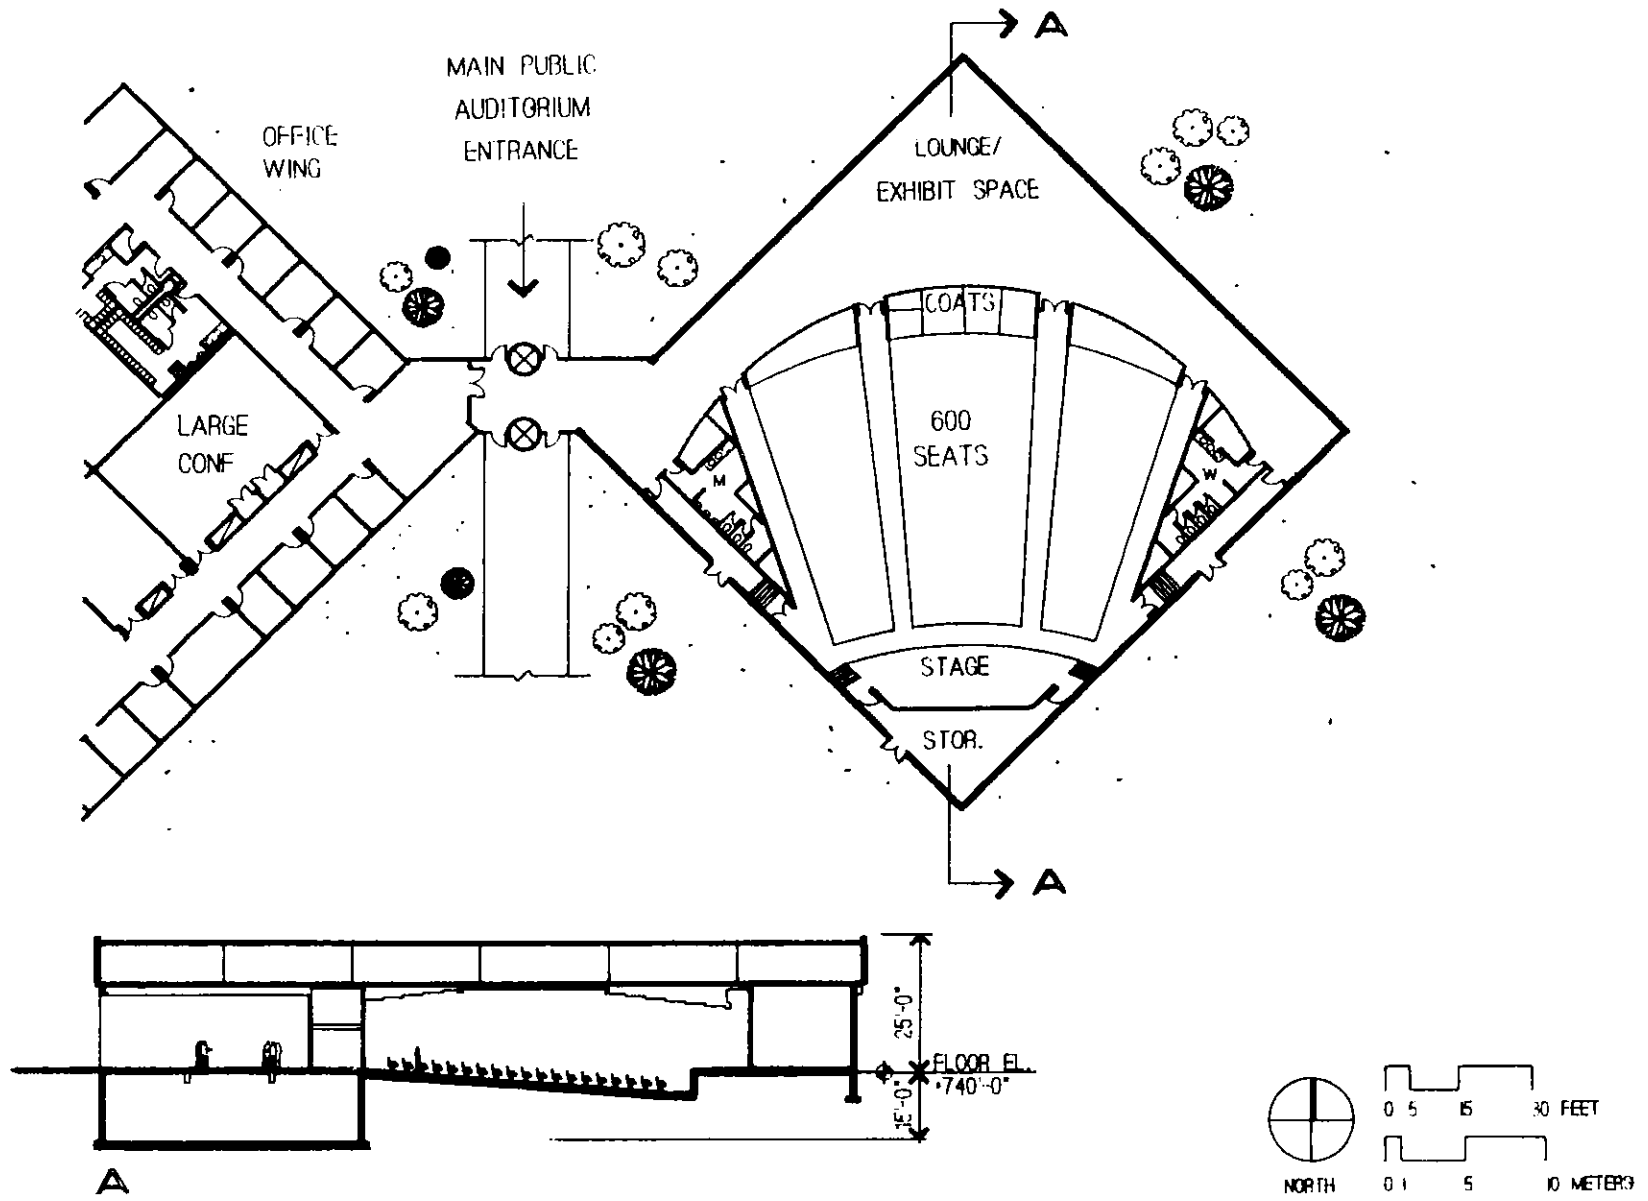 A
MAIN PUBLIC
AUDITORIUM
ENTRANCE
OFFICE
WING
LOUNGE/
EXHIBIT SPACE
COATS
LARGE
CONF
600
SEATS
M
W
STAGE
STOR.
A
25'-0"
FLOOR EL.
+740'-0"
15'-0"
0 5 15 30 FEET
NORTH
0 1 5 10 METERS
A